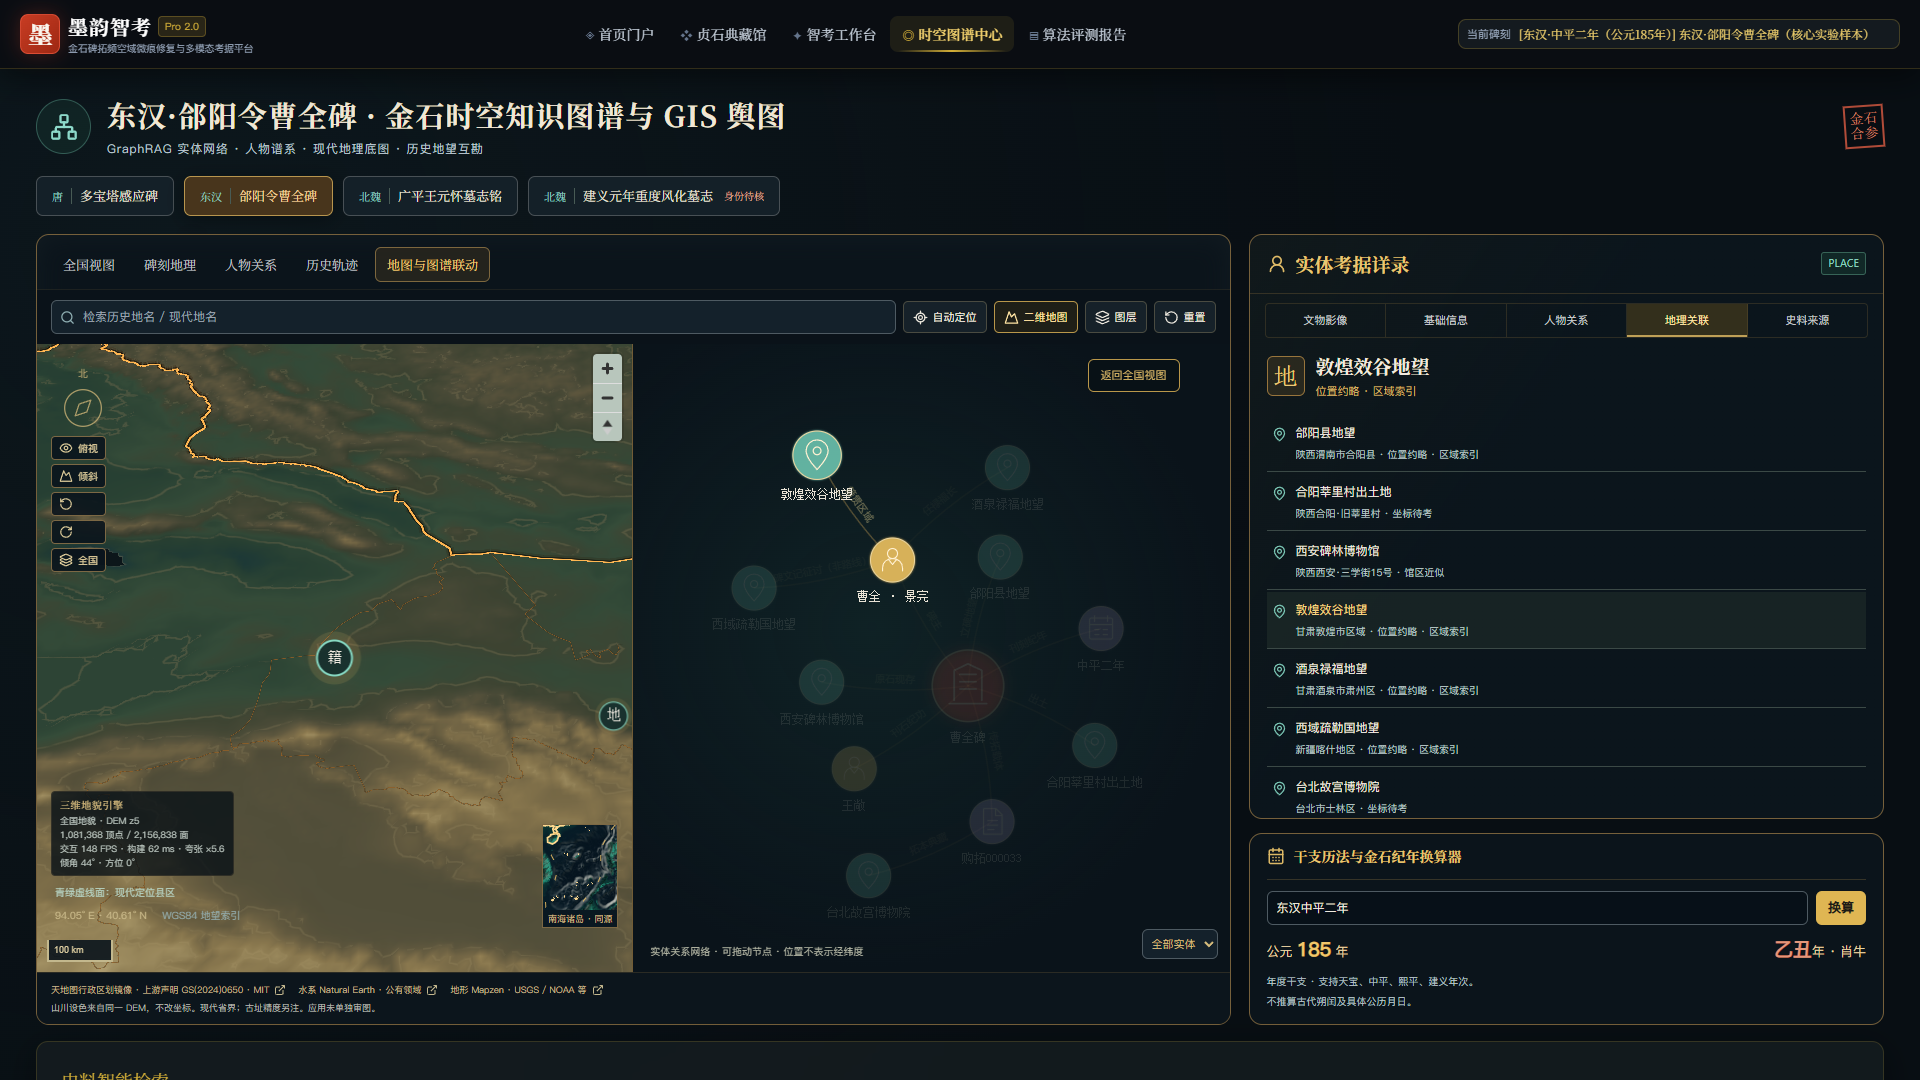 墨
墨韵智考 Pro 2.0
金石碑拓频空域微痕修复与多模态考据平台
首页门户
贞石典藏馆
智考工作台
时空图谱中心
算法评测报告
当前碑刻 [东汉·中平二年（公元185年）] 东汉·郃阳令曹全碑（核心实验样本）
东汉·郃阳令曹全碑 · 金石时空知识图谱与 GIS 舆图
GraphRAG 实体网络 · 人物谱系 · 现代地理底图 · 历史地望互勘
金石
合参
唐 多宝塔感应碑
东汉 郃阳令曹全碑
北魏 广平王元怀墓志铭
北魏 建义元年重度风化墓志 身份待核
全国视图
碑刻地理
人物关系
历史轨迹
地图与图谱联动
检索历史地名 / 现代地名
自动定位
二维地图
图层
重置
北
俯视
倾斜
全国
籍
地
三维地貌引擎
全国地貌 · DEM z5
1,081,368 顶点 / 2,156,838 面
交互 148 FPS · 构建 62 ms · 夸张 ×5.6
倾角 44° · 方位 0°
青绿虚线面：现代定位县区
94.05° E · 40.61° N WGS84 地望索引
100 km
南海诸岛 · 同源
返回全国视图
敦煌效谷地望
酒泉禄福地望
曹全 · 景完
郃阳县地望
西域疏勒国地望
中平二年
西安碑林博物馆
曹全碑
合阳莘里村出土地
王敞
购拓000033
台北故宫博物院
实体关系网络 · 可拖动节点 · 位置不表示经纬度
全部实体
天地图行政区划镜像 · 上游声明 GS(2024)0650 · MIT 水系 Natural Earth · 公有领域 地形 Mapzen · USGS / NOAA 等
山川设色来自同一 DEM，不改坐标。现代省界；古址精度另注。应用未单独审图。
实体考据详录
PLACE
文物影像
基础信息
人物关系
地理关联
史料来源
地
敦煌效谷地望
位置约略 · 区域索引
郃阳县地望
陕西渭南市合阳县 · 位置约略 · 区域索引
合阳莘里村出土地
陕西合阳·旧莘里村 · 坐标待考
西安碑林博物馆
陕西西安·三学街15号 · 馆区近似
敦煌效谷地望
甘肃敦煌市区域 · 位置约略 · 区域索引
酒泉禄福地望
甘肃酒泉市肃州区 · 位置约略 · 区域索引
西域疏勒国地望
新疆喀什地区 · 位置约略 · 区域索引
台北故宫博物院
台北市士林区 · 坐标待考
干支历法与金石纪年换算器
东汉中平二年
换算
公元 185 年
乙丑年 · 肖牛
年度干支 · 支持天宝、中平、熙平、建义年次。
不推算古代朔闰及具体公历月日。
史料智能检索